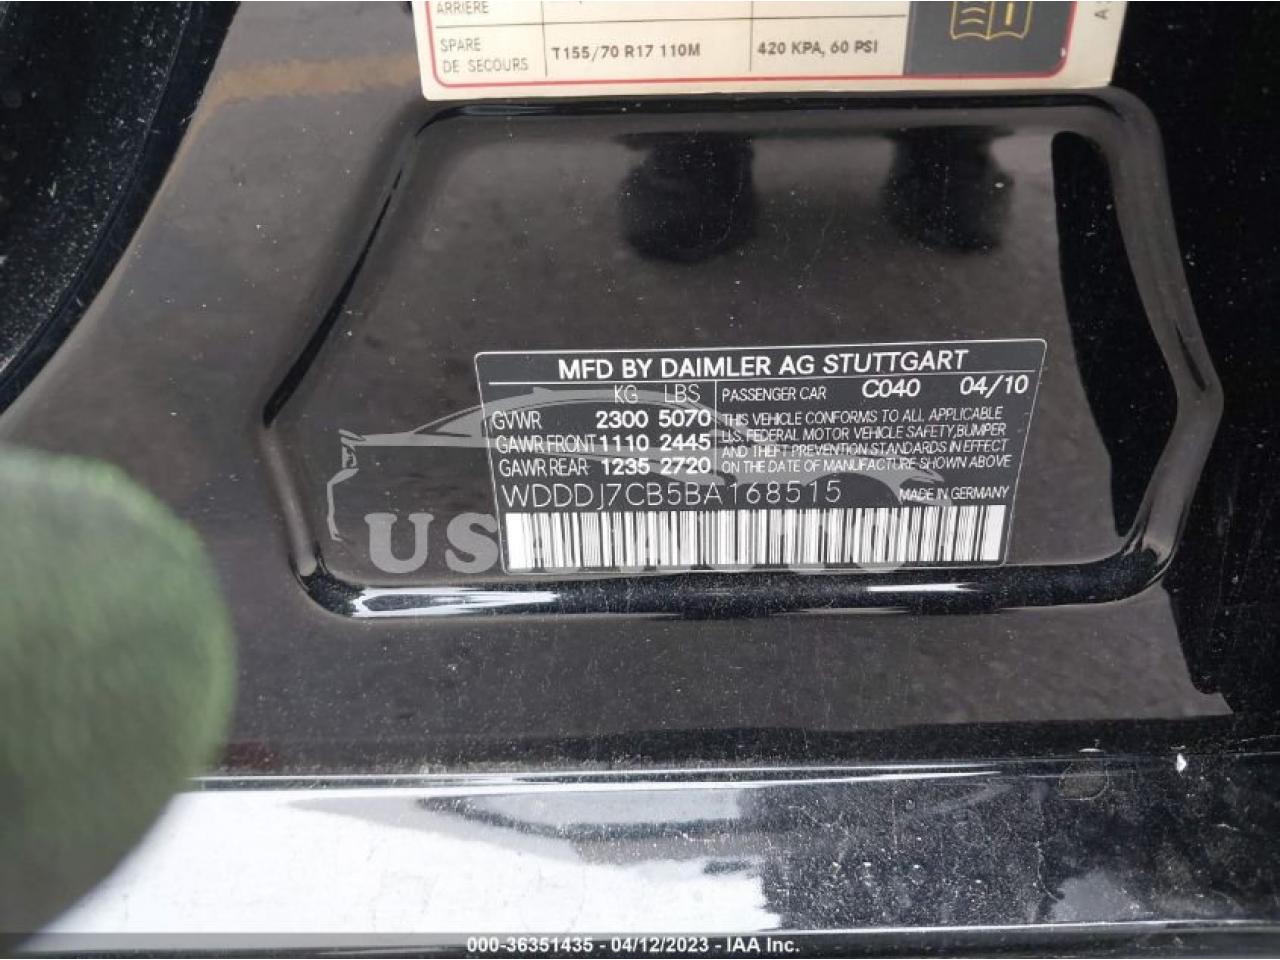 ARRIÈRE
SPARE DE SECOURS T155/70 R17 110M 420 KPA, 60 PSI
MFD BY DAIMLER AG STUTTGART
KG LBS PASSENGER CAR C040 04/10
GVWR 2300 5070 THIS VEHICLE CONFORMS TO ALL APPLICABLE
GAWR FRONT 1110 2445 U.S. FEDERAL MOTOR VEHICLE SAFETY, BUMPER
AND THEFT PREVENTION STANDARDS IN EFFECT
GAWR REAR 1235 2720 ON THE DATE OF MANUFACTURE SHOWN ABOVE
WDDDJ7CB5BA168515 MADE IN GERMANY
000-36351435 - 04/12/2023 - IAA Inc.